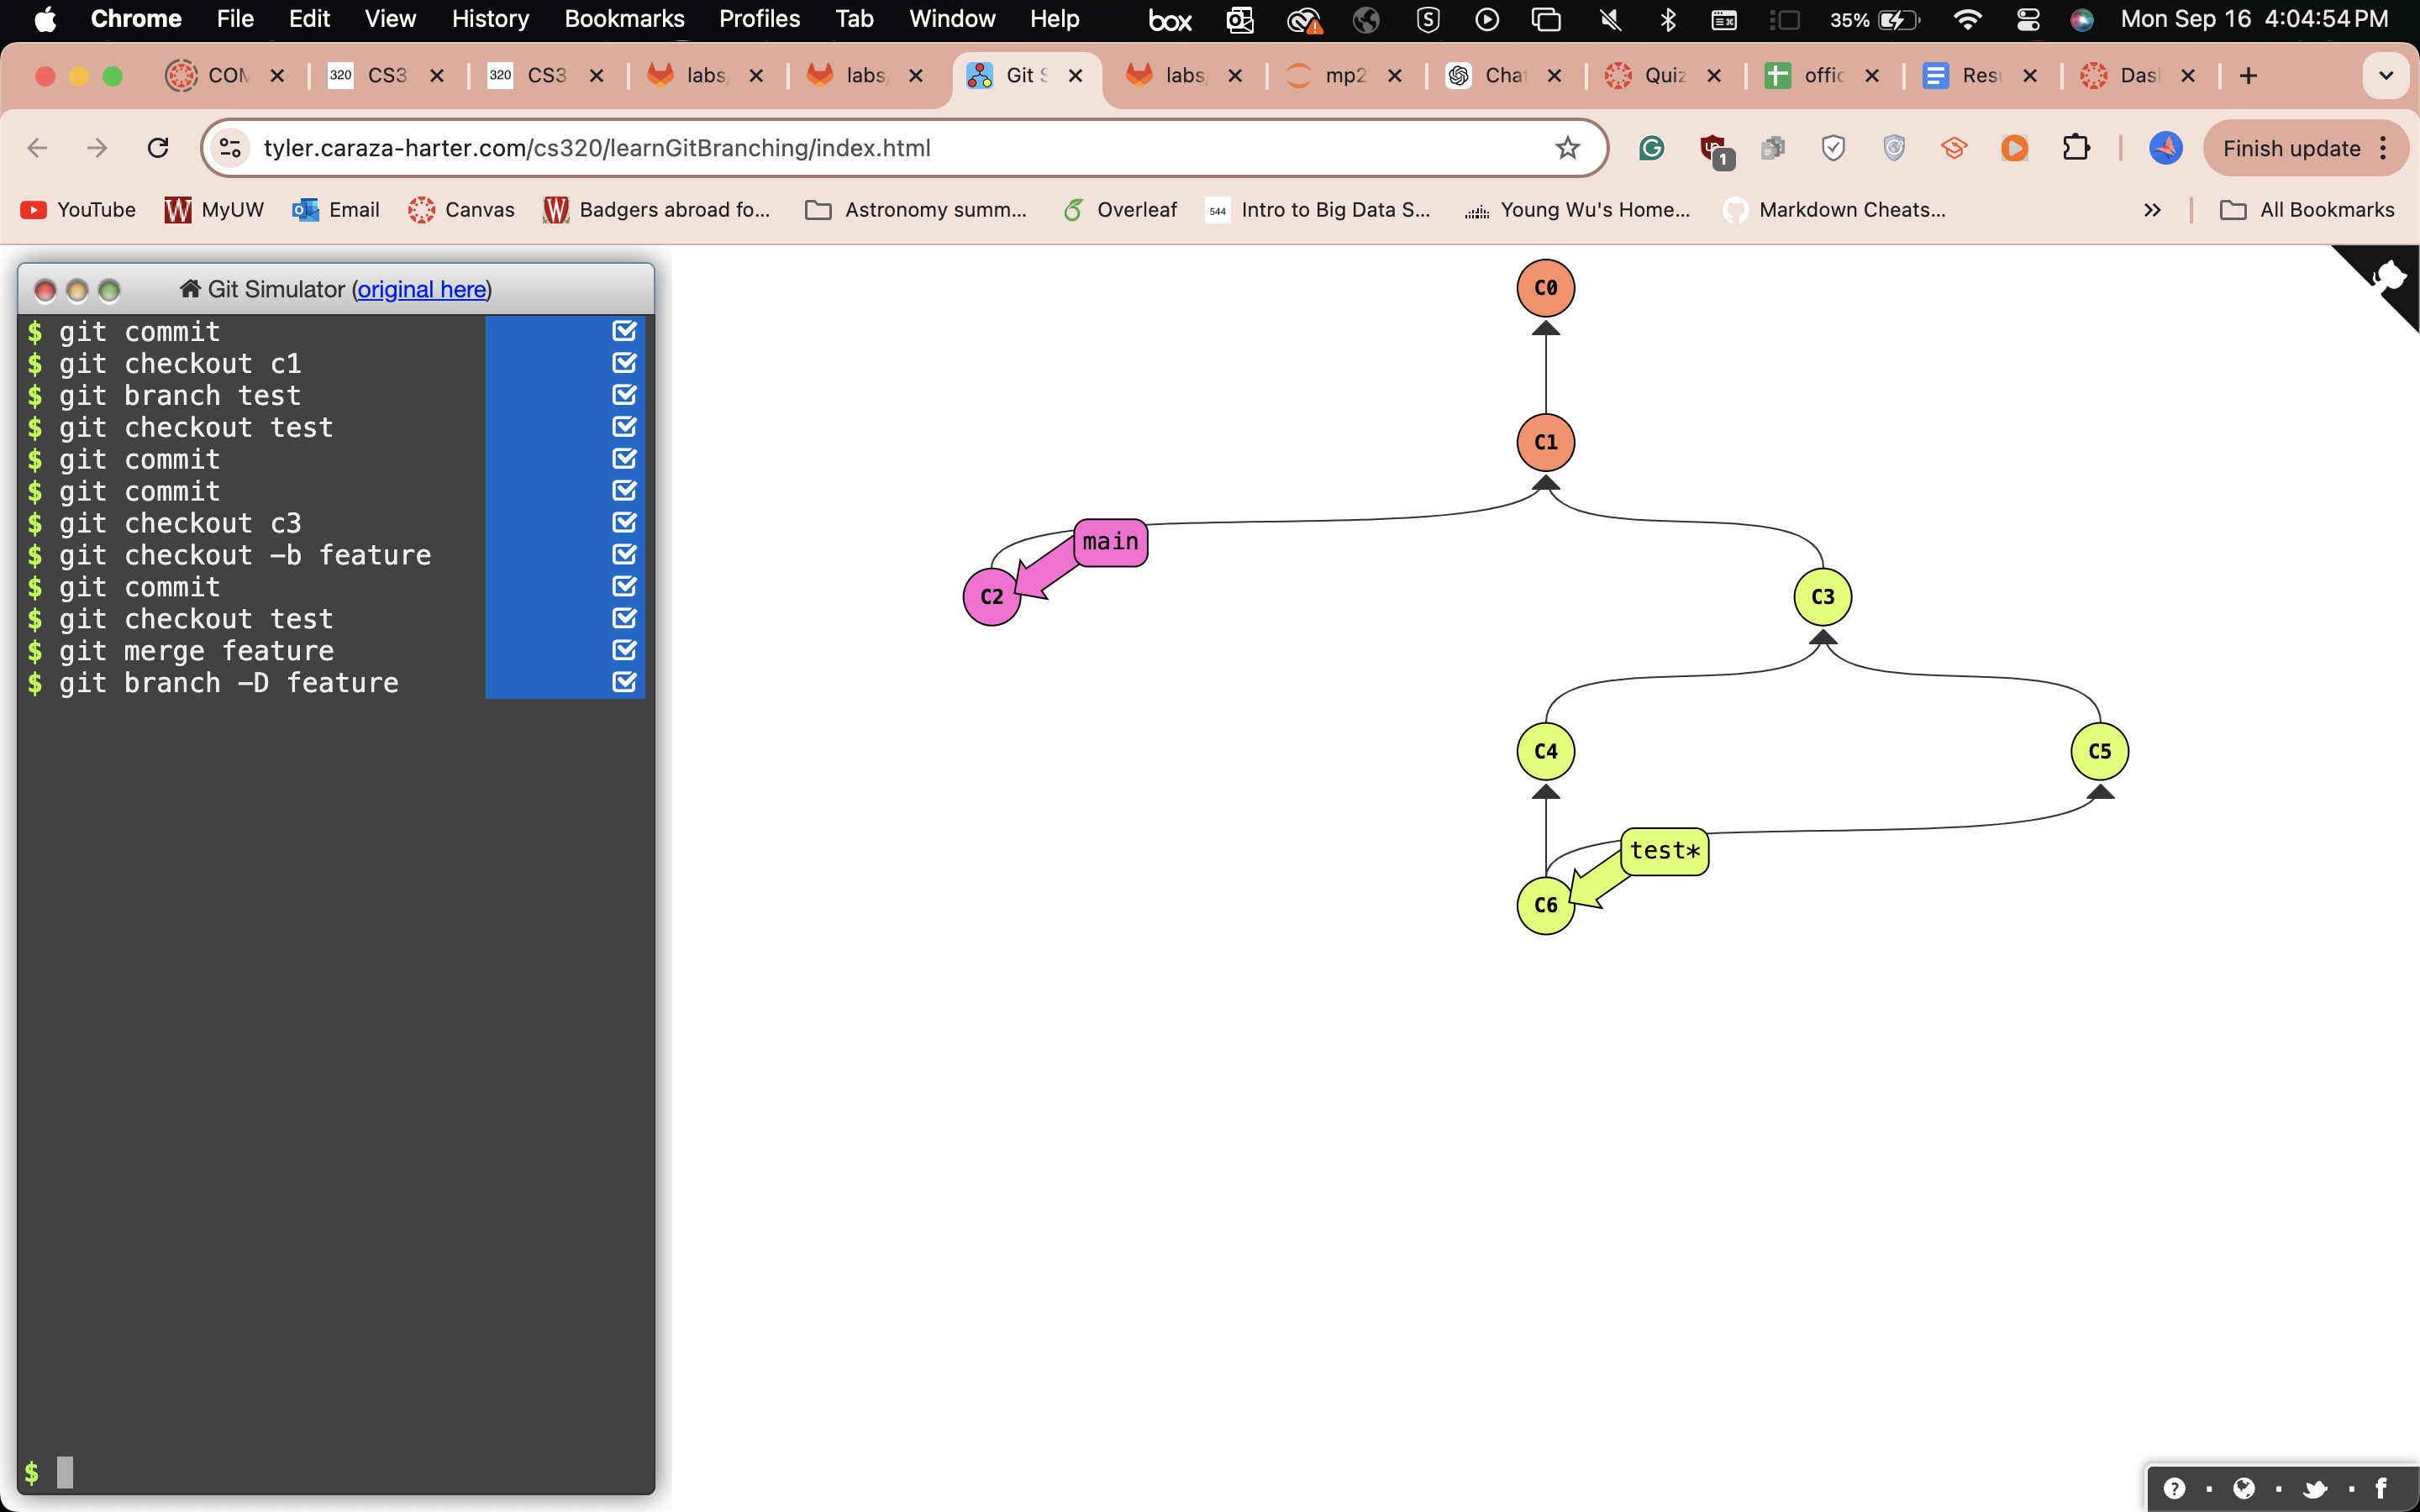 Chrome File Edit View History Bookmarks Profiles Tab Window Help box 35% Mon Sep 16 4:04:54 PM
COM 320 CS3 320 CS3 labs, labs, Git S labs, mp2 Chat Quiz offic Resu Das
tyler.caraza-harter.com/cs320/learnGitBranching/index.html 1 Finish update
YouTube MyUW Email Canvas Badgers abroad fo... Astronomy summ... Overleaf 544 Intro to Big Data S... Young Wu's Home... Markdown Cheats... » All Bookmarks
Git Simulator (original here)
$ git commit
$ git checkout c1
$ git branch test
$ git checkout test
$ git commit
$ git commit
$ git checkout c3
$ git checkout -b feature
$ git commit
$ git checkout test
$ git merge feature
$ git branch -D feature
$
C0
C1
main
C2
C3
C4
C5
test*
C6